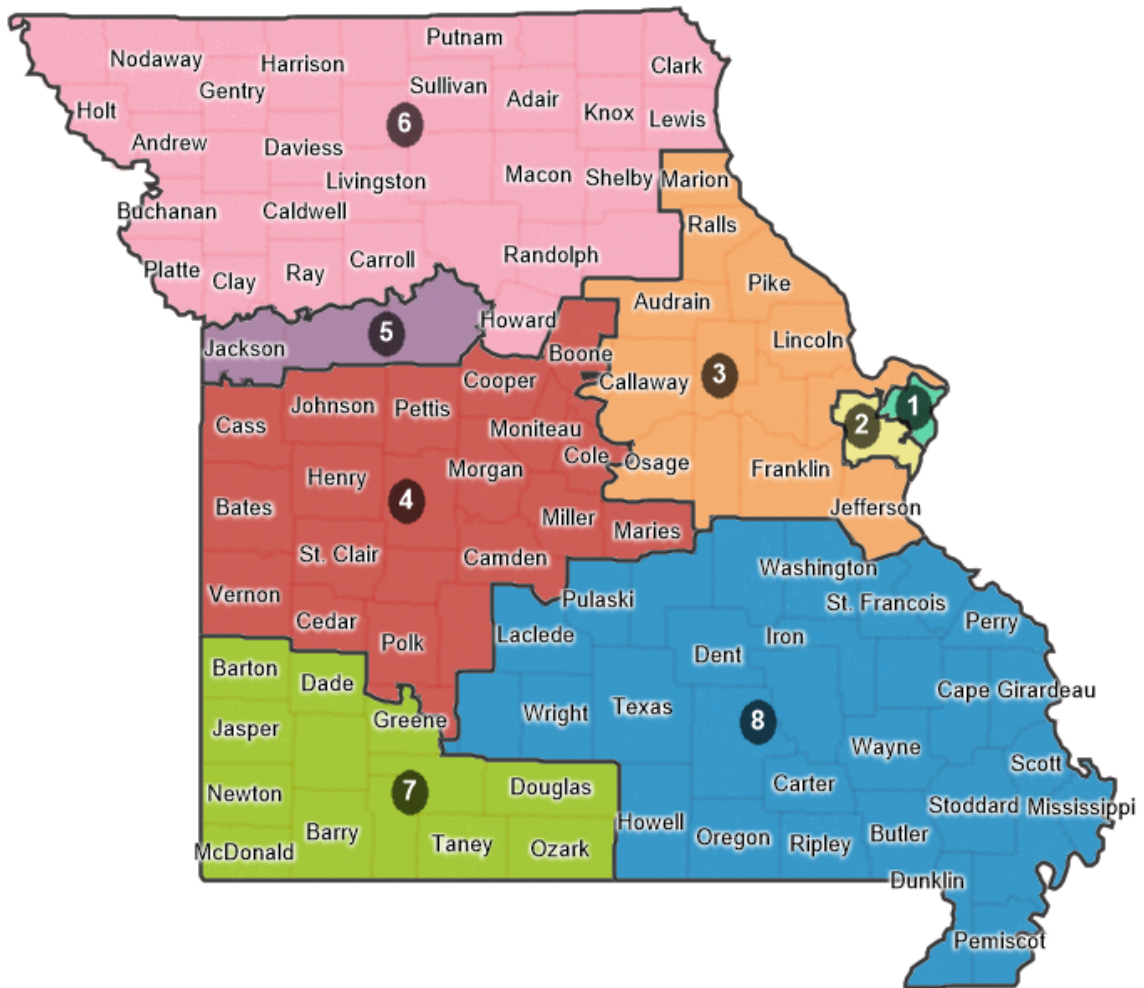 Putnam
Nodaway
Harrison
Clark
Sullivan
Gentry
Adair
Holt
Knox
Lewis
6
Andrew
Daviess
Macon
Shelby
Marion
Livingston
Buchanan
Caldwell
Ralls
Randolph
Carroll
Platte
Clay
Ray
Pike
Audrain
Howard
5
Lincoln
Jackson
Boone
3
Cooper
Callaway
Johnson
Pettis
1
2
Cass
Moniteau
Cole
Osage
Morgan
Franklin
Henry
4
Bates
Jefferson
Miller
Maries
St. Clair
Camden
Washington
Vernon
Pulaski
St. Francois
Cedar
Perry
Laclede
Iron
Polk
Dent
Barton
Dade
Cape Girardeau
Texas
Wright
Greene
8
Jasper
Wayne
Scott
Carter
Douglas
7
Newton
Stoddard
Mississippi
Howell
Barry
Butler
Oregon
Ripley
Taney
Ozark
McDonald
Dunklin
Pemiscot